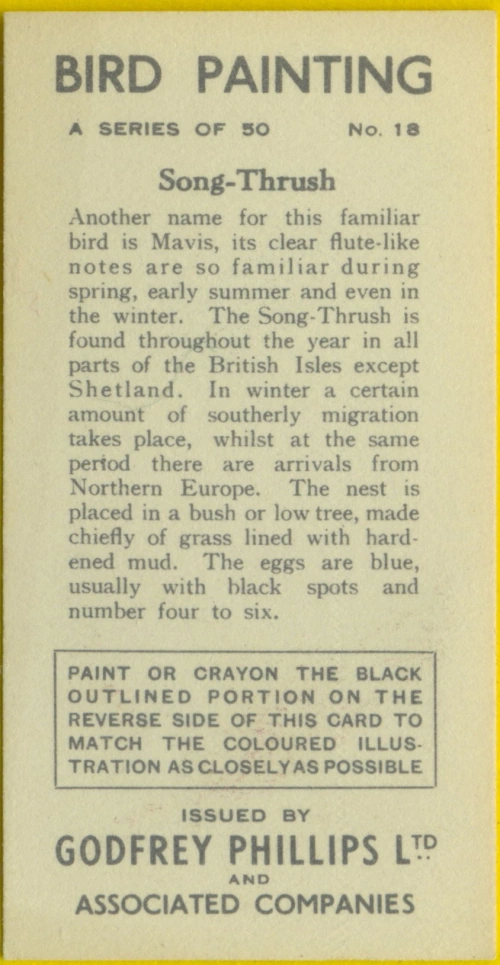 BIRD PAINTING
A SERIES OF 50 No. 18
Song-Thrush
Another name for this familiar
bird is Mavis, its clear flute-like
notes are so familiar during
spring, early summer and even in
the winter. The Song-Thrush is
found throughout the year in all
parts of the British Isles except
Shetland. In winter a certain
amount of southerly migration
takes place, whilst at the same
period there are arrivals from
Northern Europe. The nest is
placed in a bush or low tree, made
chiefly of grass lined with hard-
ened mud. The eggs are blue,
usually with black spots and
number four to six.
PAINT OR CRAYON THE BLACK
OUTLINED PORTION ON THE
REVERSE SIDE OF THIS CARD TO
MATCH THE COLOURED ILLUS-
TRATION AS CLOSELY AS POSSIBLE
ISSUED BY
GODFREY PHILLIPS LTD
AND
ASSOCIATED COMPANIES